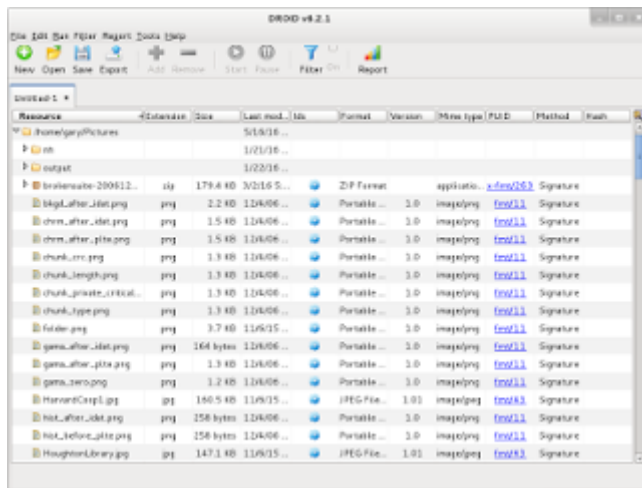 DROID v6.2.1
File Edit Run Filter Report Tools Help
New Open Save Export Add Remove Start Pause Filter On Report
Untitled-1
Resource Extension Size Last mod.. Ids Format Version Mime type PUID Method Hash
/home/gary/Pictures 5/16/16 ...
1/21/16 ...
output 1/22/16 ...
brokensuite-200612.. zip 179.4 KB 3/2/16 5... ZIP Format applicatio... x-fmt/263 Signature
bkgd_after_idat.png png 2.2 KB 12/4/06 ... Portable ... 1.0 image/png fmt/11 Signature
chrm_after_idat.png png 1.5 KB 12/4/06 ... Portable ... 1.0 image/png fmt/11 Signature
chrm_after_plte.png png 1.5 KB 12/4/06 ... Portable ... 1.0 image/png fmt/11 Signature
chunk_crc.png png 1.3 KB 12/4/06 ... Portable ... 1.0 image/png fmt/11 Signature
chunk_length.png png 1.3 KB 12/4/06 ... Portable ... 1.0 image/png fmt/11 Signature
chunk_private_critical.. png 1.3 KB 12/4/06 ... Portable ... 1.0 image/png fmt/11 Signature
chunk_type.png png 1.3 KB 12/4/06 ... Portable ... 1.0 image/png fmt/11 Signature
folder.png png 3.7 KB 11/6/15 ... Portable ... 1.0 image/png fmt/11 Signature
gama_after_idat.png png 164 bytes 12/4/06 ... Portable ... 1.0 image/png fmt/11 Signature
gama_after_plte.png png 1.3 KB 12/4/06 ... Portable ... 1.0 image/png fmt/11 Signature
gama_zero.png png 1.2 KB 12/4/06 ... Portable ... 1.0 image/png fmt/11 Signature
HarvardCorp1.jpg jpg 160.5 KB 11/9/15 ... JPEG File... 1.01 image/jpeg fmt/43 Signature
hist_after_idat.png png 258 bytes 12/4/06 ... Portable ... 1.0 image/png fmt/11 Signature
hist_before_plte.png png 258 bytes 12/4/06 ... Portable ... 1.0 image/png fmt/11 Signature
HoughtonLibrary.jpg jpg 147.1 KB 11/9/15 ... JPEG File... 1.01 image/jpeg fmt/43 Signature